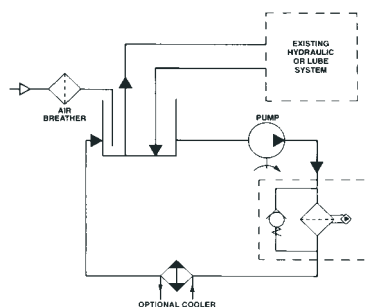 EXISTING
HYDRAULIC
OR LUBE
SYSTEM
AIR
BREATHER
PUMP
OPTIONAL COOLER